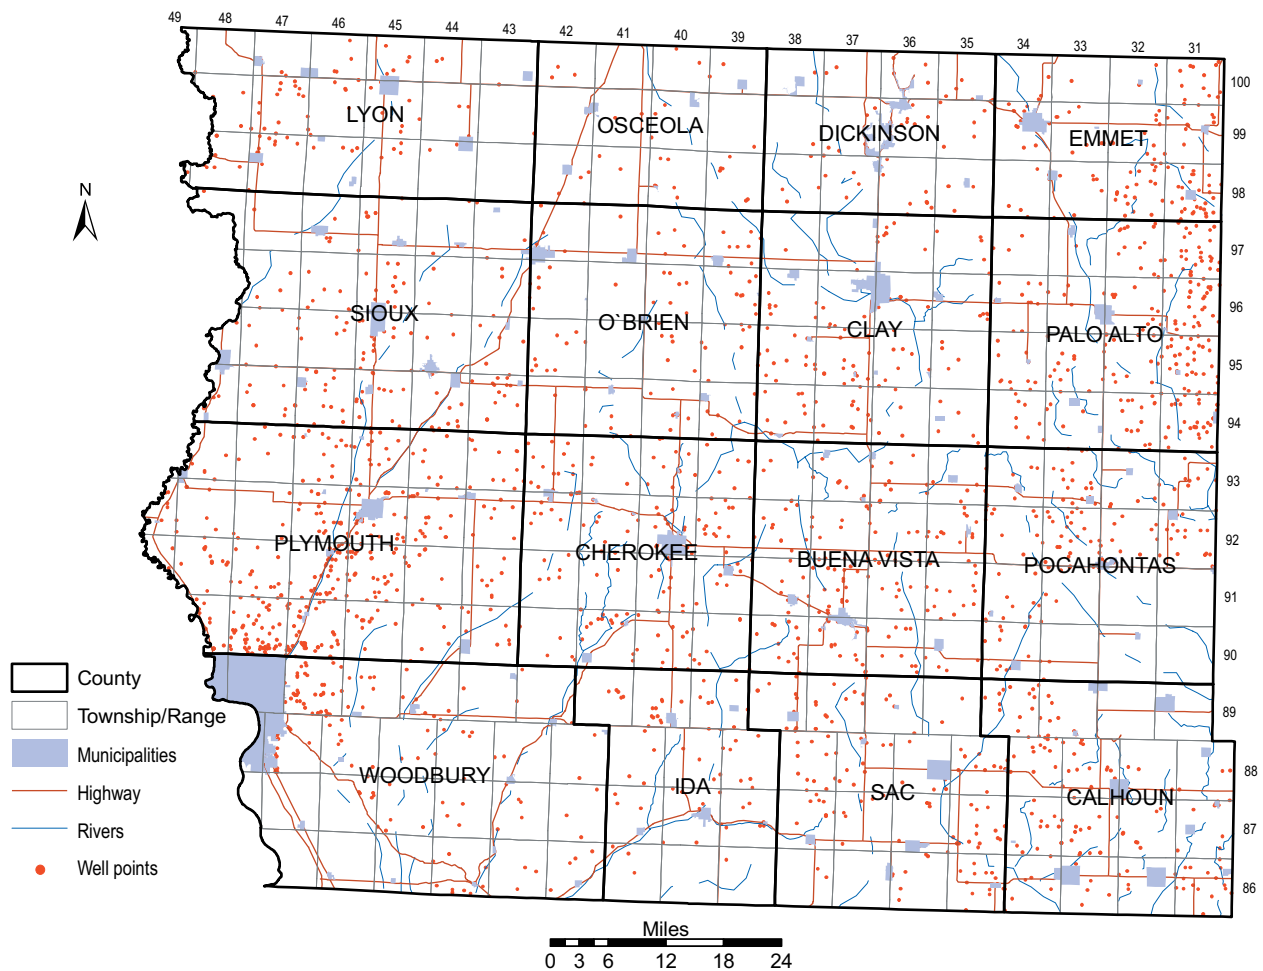 49 48 47 46 45 44 43 42 41 40 39 38 37 36 35 34 33 32 31
100
LYON
OSCEOLA
DICKINSON
EMMET
99
98
N
97
SIOUX
O`BRIEN
CLAY
PALO ALTO
96
95
94
93
PLYMOUTH
CHEROKEE
BUENA VISTA
POCAHONTAS
92
91
90
County
Township/Range
Municipalities
Highway
Rivers
Well points
89
WOODBURY
IDA
SAC
CALHOUN
88
87
86
Miles
0 3 6 12 18 24